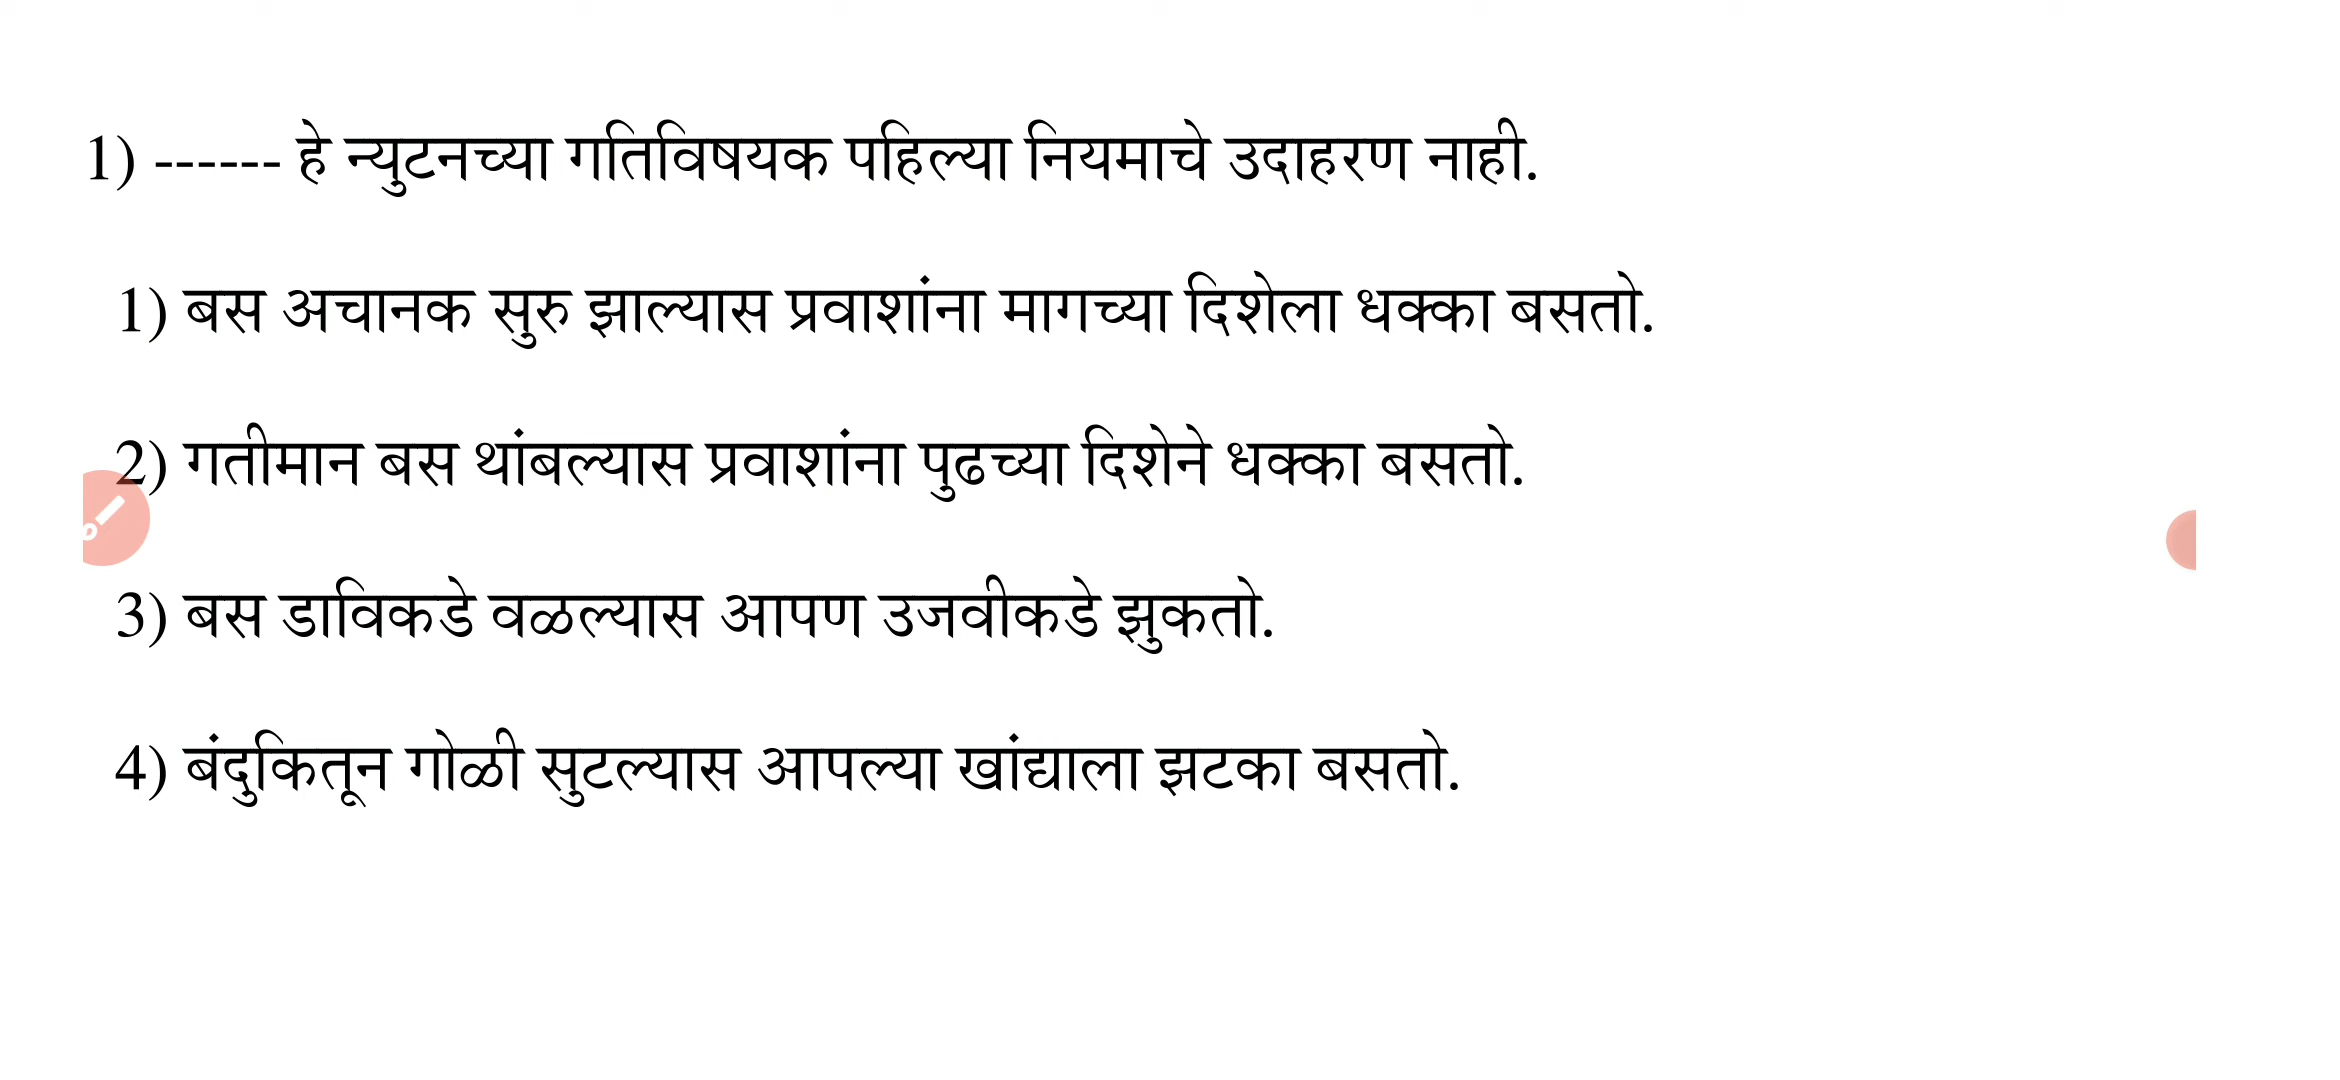 1) ------ हे न्युटनच्या गतिविषयक पहिल्या नियमाचे उदाहरण नाही.
1) बस अचानक सुरु झाल्यास प्रवाशांना मागच्या दिशेला धक्का बसतो.
2) गतीमान बस थांबल्यास प्रवाशांना पुढच्या दिशेने धक्का बसतो.
3) बस डाविकडे वळल्यास आपण उजवीकडे झुकतो.
4) बंदुकितून गोळी सुटल्यास आपल्या खांद्याला झटका बसतो.